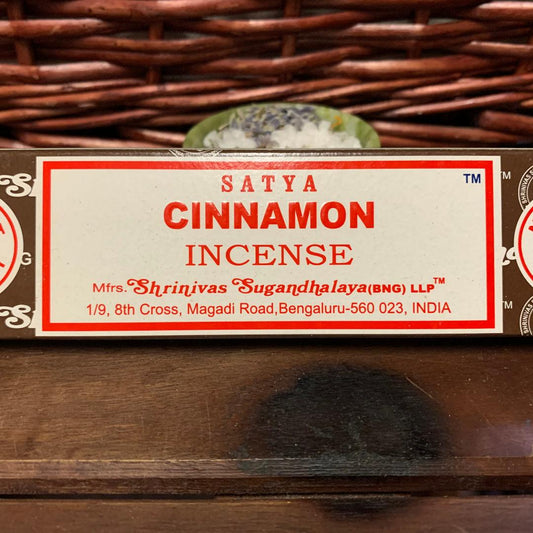 SATYA TM
CINNAMON
INCENSE
Mfrs. Shrinivas Sugandhalaya (BNG) LLP™
1/9, 8th Cross, Magadi Road,Bengaluru-560 023, INDIA